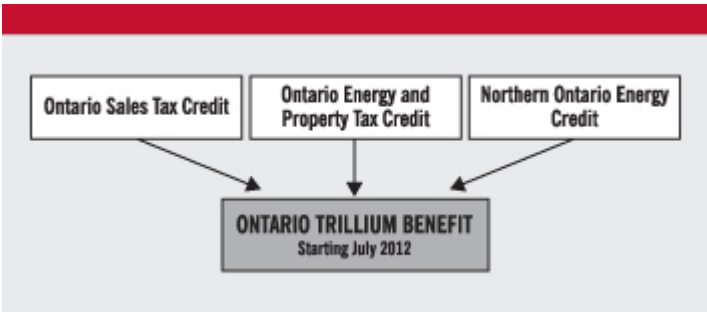 Ontario Sales Tax Credit
Ontario Energy and
Property Tax Credit
Northern Ontario Energy
Credit
ONTARIO TRILLIUM BENEFIT
Starting July 2012